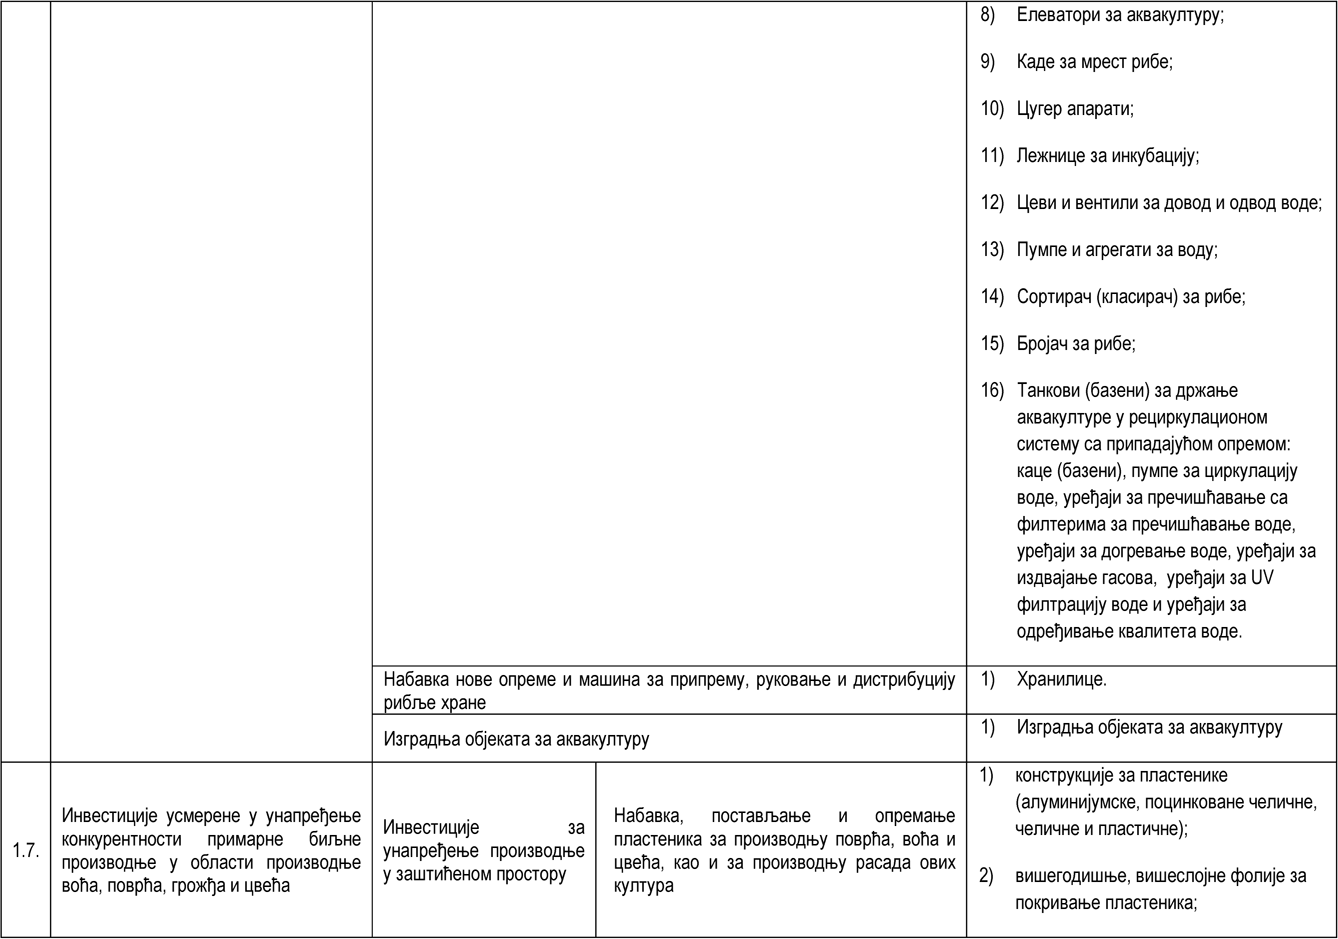 8) Елеватори за аквакултуру;
9) Каде за мрест рибе;
10) Цугер апарати;
11) Лежнице за инкубацију;
12) Цеви и вентили за довод и одвод воде;
13) Пумпе и агрегати за воду;
14) Сортирач (класирач) за рибе;
15) Бројач за рибе;
16) Танкови (базени) за држање
аквакултуре у рециркулационом
систему са припадајућом опремом:
каце (базени), пумпе за циркулацију
воде, уређаји за пречишћавање са
филтерима за пречишћавање воде,
уређаји за догревање воде, уређаји за
издвајање гасова, уређаји за UV
филтрацију воде и уређаји за
одређивање квалитета воде.
Набавка нове опреме и машина за припрему, руковање и дистрибуцију
рибље хране
1) Хранилице.
Изградња објеката за аквакултуру
1) Изградња објеката за аквакултуру
1.7.
Инвестиције усмерене у унапређење
конкурентности примарне биљне
производње у области производње
воћа, поврћа, грожђа и цвећа
Инвестиције за
унапређење производње
у заштићеном простору
Набавка, постављање и опремање
пластеника за производњу поврћа, воћа и
цвећа, као и за производњу расада ових
култура
1) конструкције за пластенике
(алуминијумске, поцинковане челичне,
челичне и пластичне);
2) вишегодишње, вишеслојне фолије за
покривање пластеника;